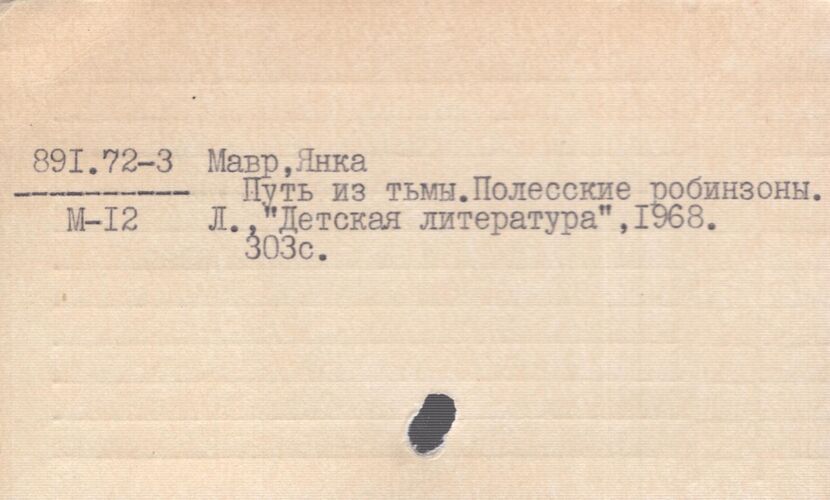 89I.72-3 Мавр,Янка
Путь из тьмы.Полесские робинзоны.
М-I2 Л.,"Детская литература",I968.
303с.